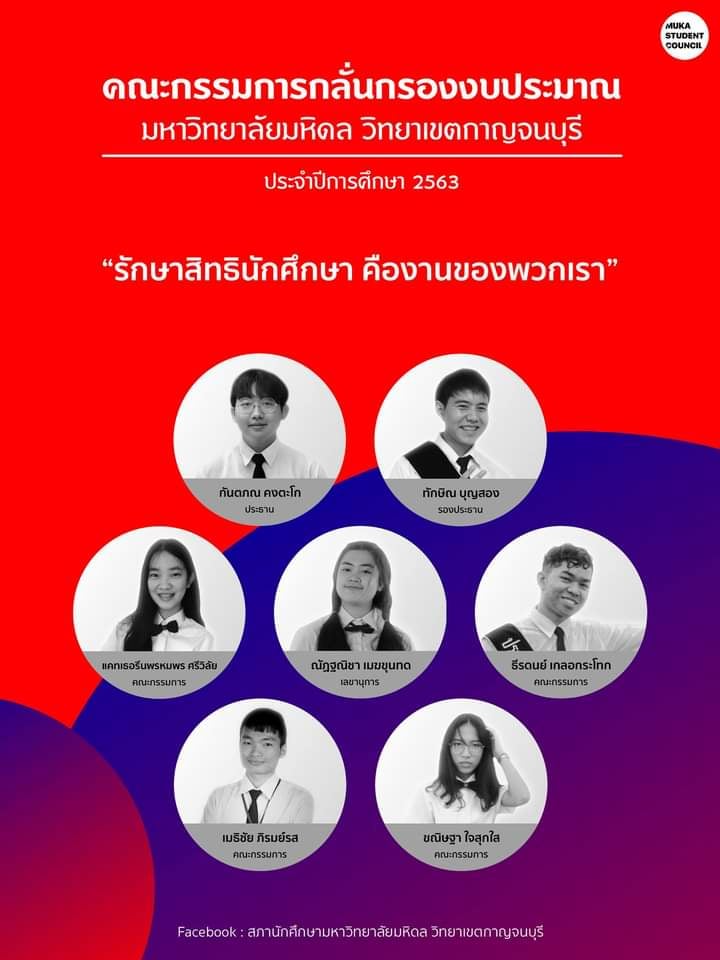 MUKA
STUDENT
COUNCIL
คณะกรรมการกลั่นกรองงบประมาณ
มหาวิทยาลัยมหิดล วิทยาเขตกาญจนบุรี
ประจำปีการศึกษา 2563
“รักษาสิทธินักศึกษา คืองานของพวกเรา”
กันตภณ คงตะโก
ประธาน
ทักษิณ บุญสอง
รองประธาน
แคทเธอรีนพรหมพร ศรีวิลัย
คณะกรรมการ
ณัฏฐณิชา เมฆขุนทด
เลขานุการ
ธีรดนย์ เกลอกระโทก
คณะกรรมการ
เมธิชัย ภิรมย์รส
คณะกรรมการ
ชณิษฐา ใจสุกใส
คณะกรรมการ
Facebook : สภานักศึกษามหาวิทยาลัยมหิดล วิทยาเขตกาญจนบุรี